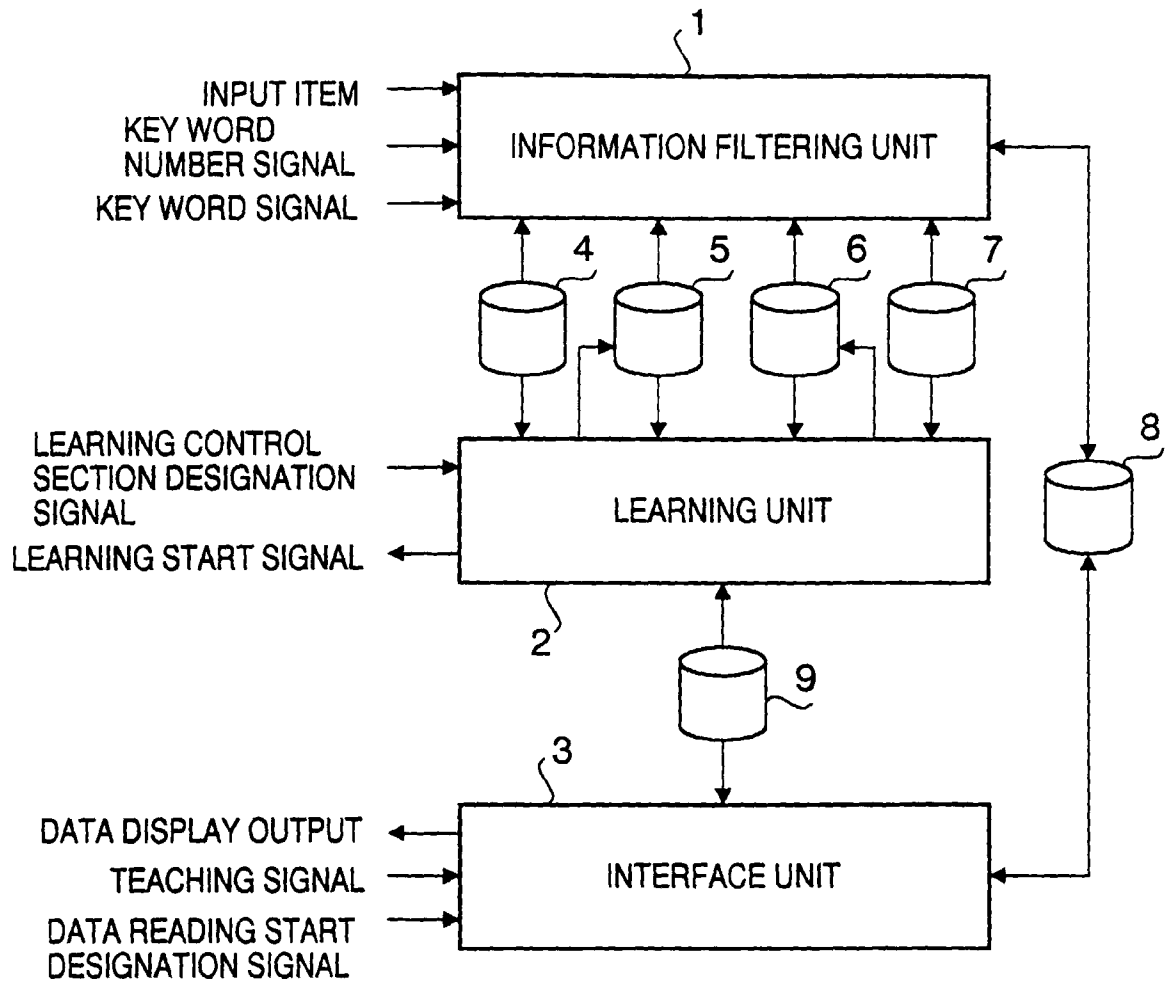 1
INPUT ITEM
KEY WORD
NUMBER SIGNAL
KEY WORD SIGNAL
INFORMATION FILTERING UNIT
4
5
6
7
LEARNING CONTROL
SECTION DESIGNATION
SIGNAL
LEARNING START SIGNAL
LEARNING UNIT
8
2
9
3
DATA DISPLAY OUTPUT
TEACHING SIGNAL
DATA READING START
DESIGNATION SIGNAL
INTERFACE UNIT